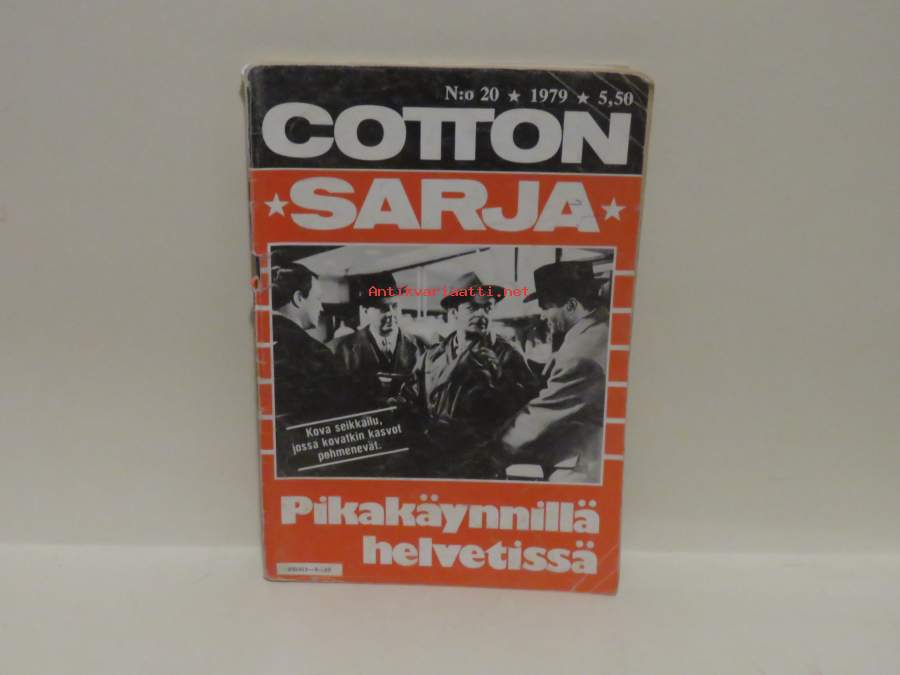 N:o 20 ★ 1979 ★ 5,50
COTTON
★ SARJA ★
Antikvariaatti.net
Kova seikkailu,
jossa kovatkin kasvot
pehmenevät.
Pikakäynnillä
helvetissä